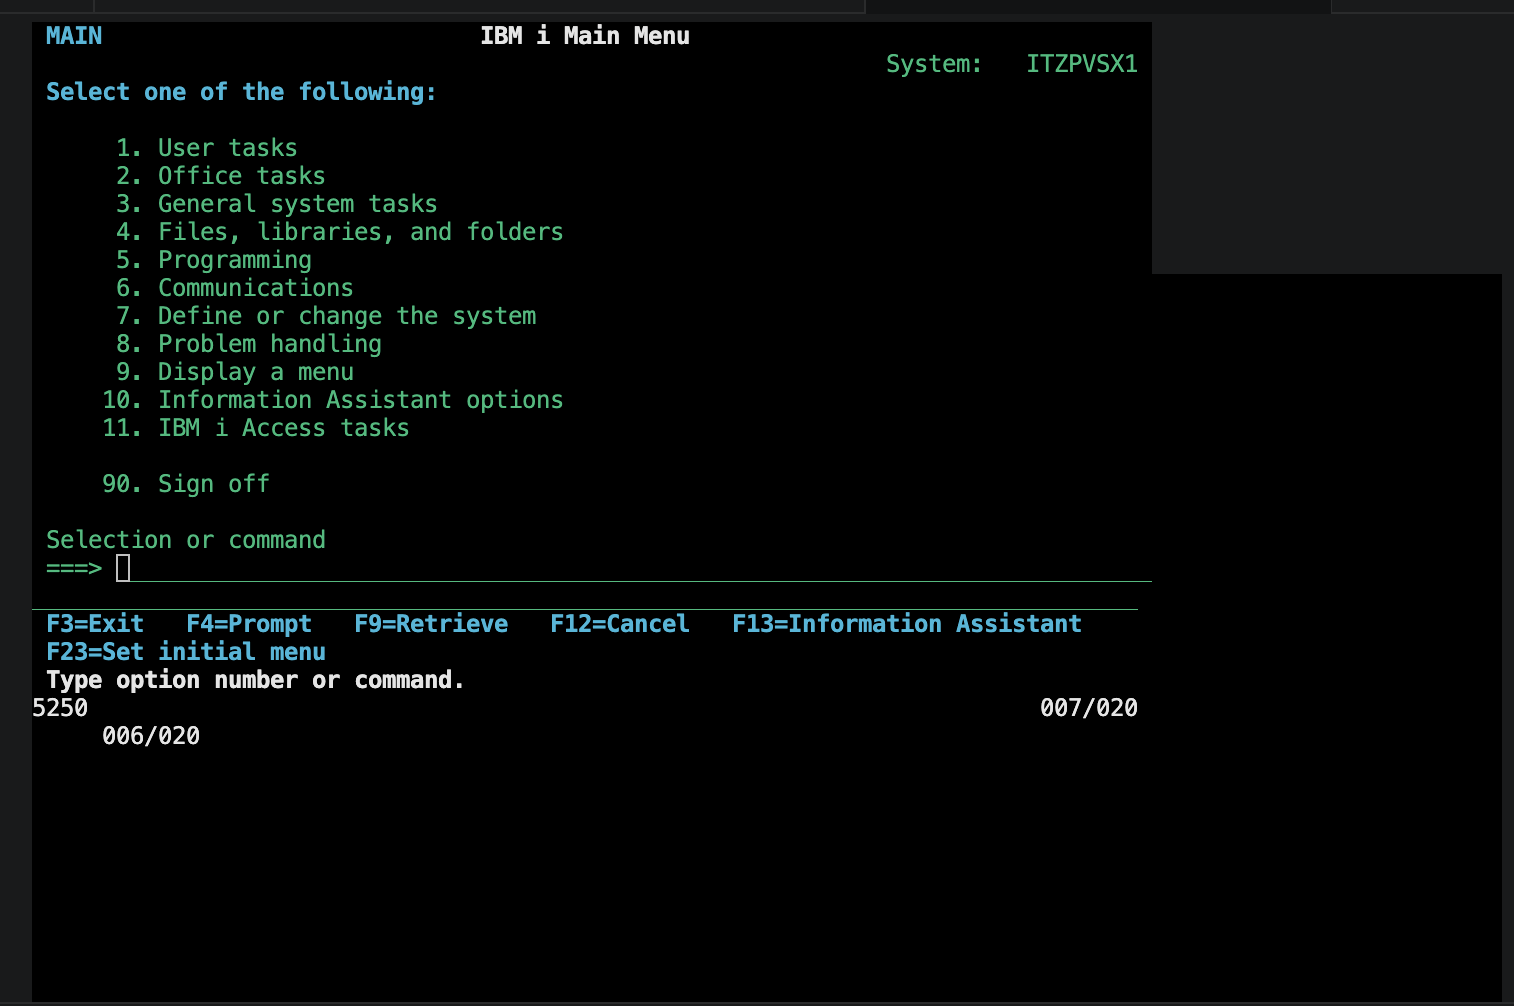 MAIN IBM i Main Menu
System: ITZPVSX1
Select one of the following:
1. User tasks
2. Office tasks
3. General system tasks
4. Files, libraries, and folders
5. Programming
6. Communications
7. Define or change the system
8. Problem handling
9. Display a menu
10. Information Assistant options
11. IBM i Access tasks
90. Sign off
Selection or command
===>
F3=Exit F4=Prompt F9=Retrieve F12=Cancel F13=Information Assistant
F23=Set initial menu
Type option number or command.
5250 007/020
006/020